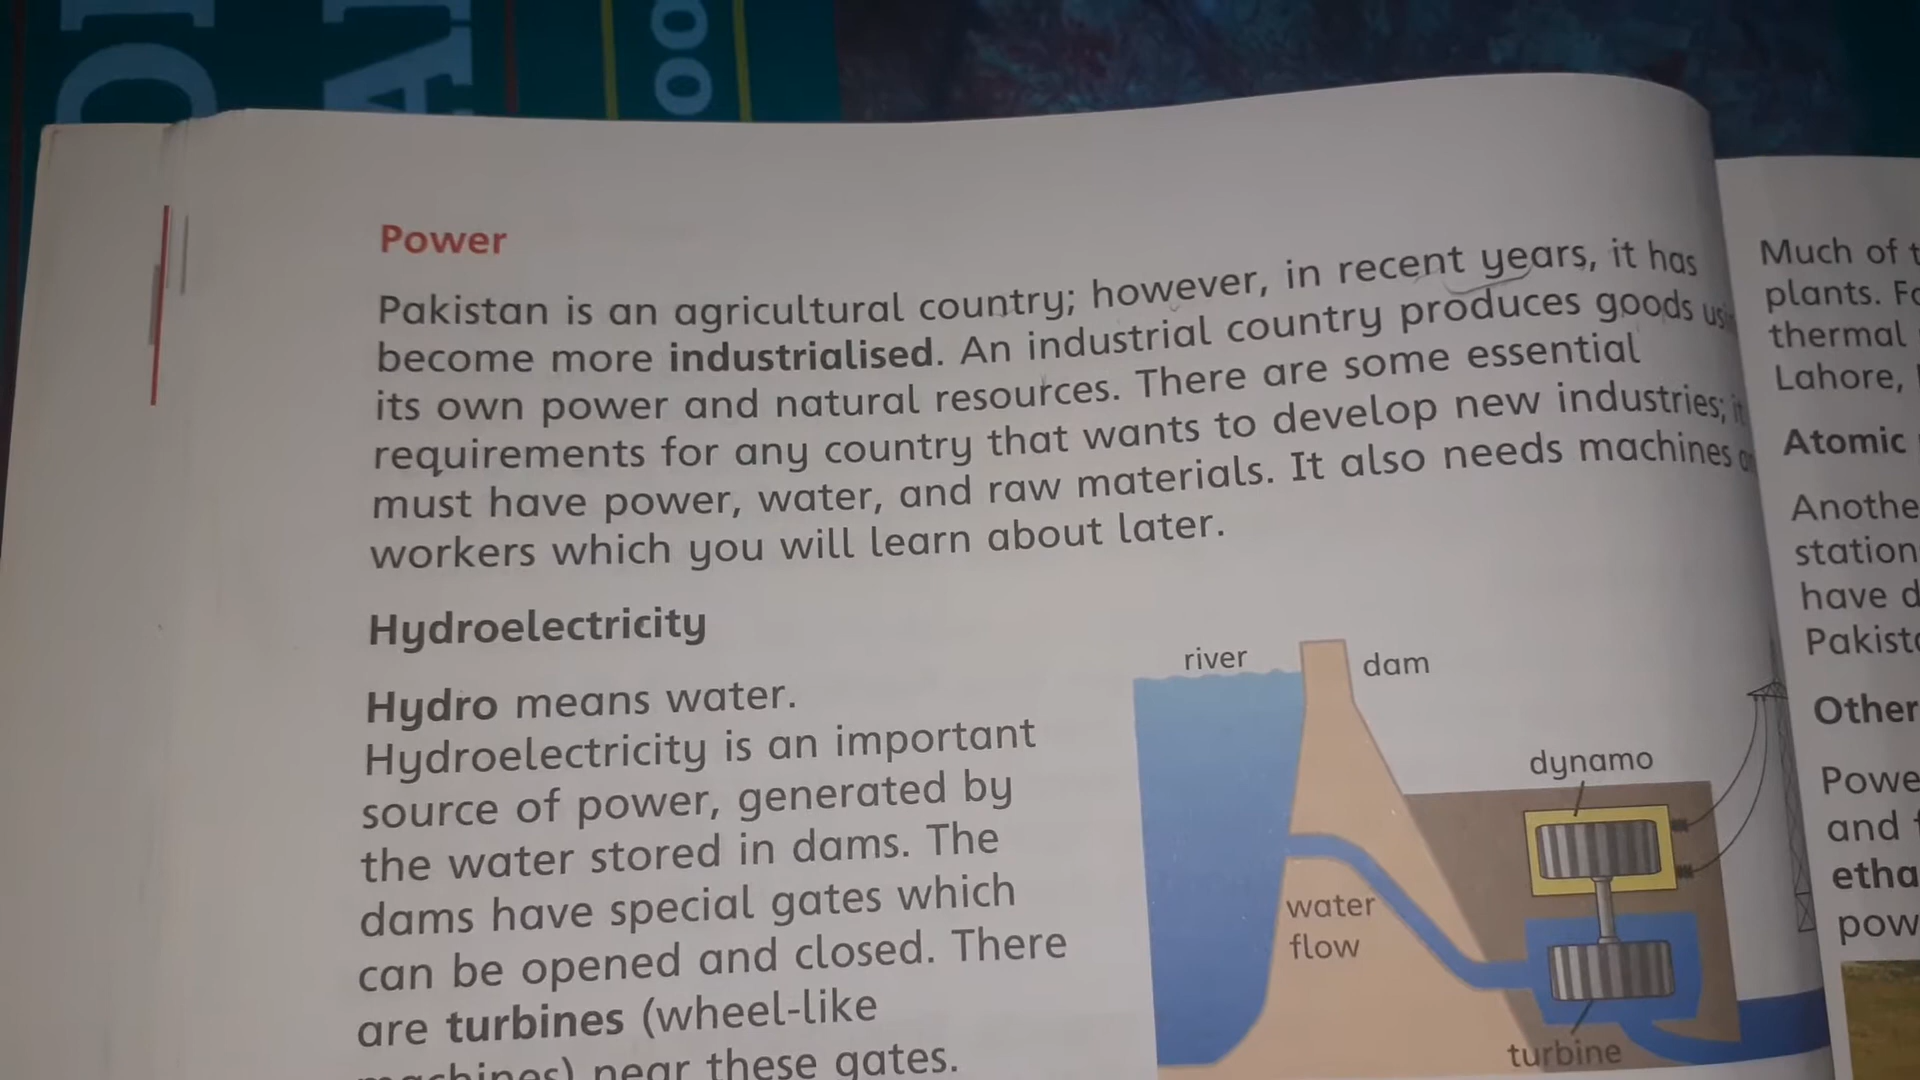 OO
Power
Pakistan is an agricultural country; however, in recent years, it has
become more industrialised. An industrial country produces goods
its own power and natural resources. There are some essential
requirements for any country that wants to develop new industries; it
must have power, water, and raw materials. It also needs machines
workers which you will learn about later.
Hydroelectricity
Hydro means water.
Hydroelectricity is an important
source of power, generated by
the water stored in dams. The
dams have special gates which
can be opened and closed. There
are turbines (wheel-like
machines) near these gates.
river
dam
dynamo
water
flow
turbine
Much of
plants.
thermal
Lahore,
Atomic
station
have
Other
and